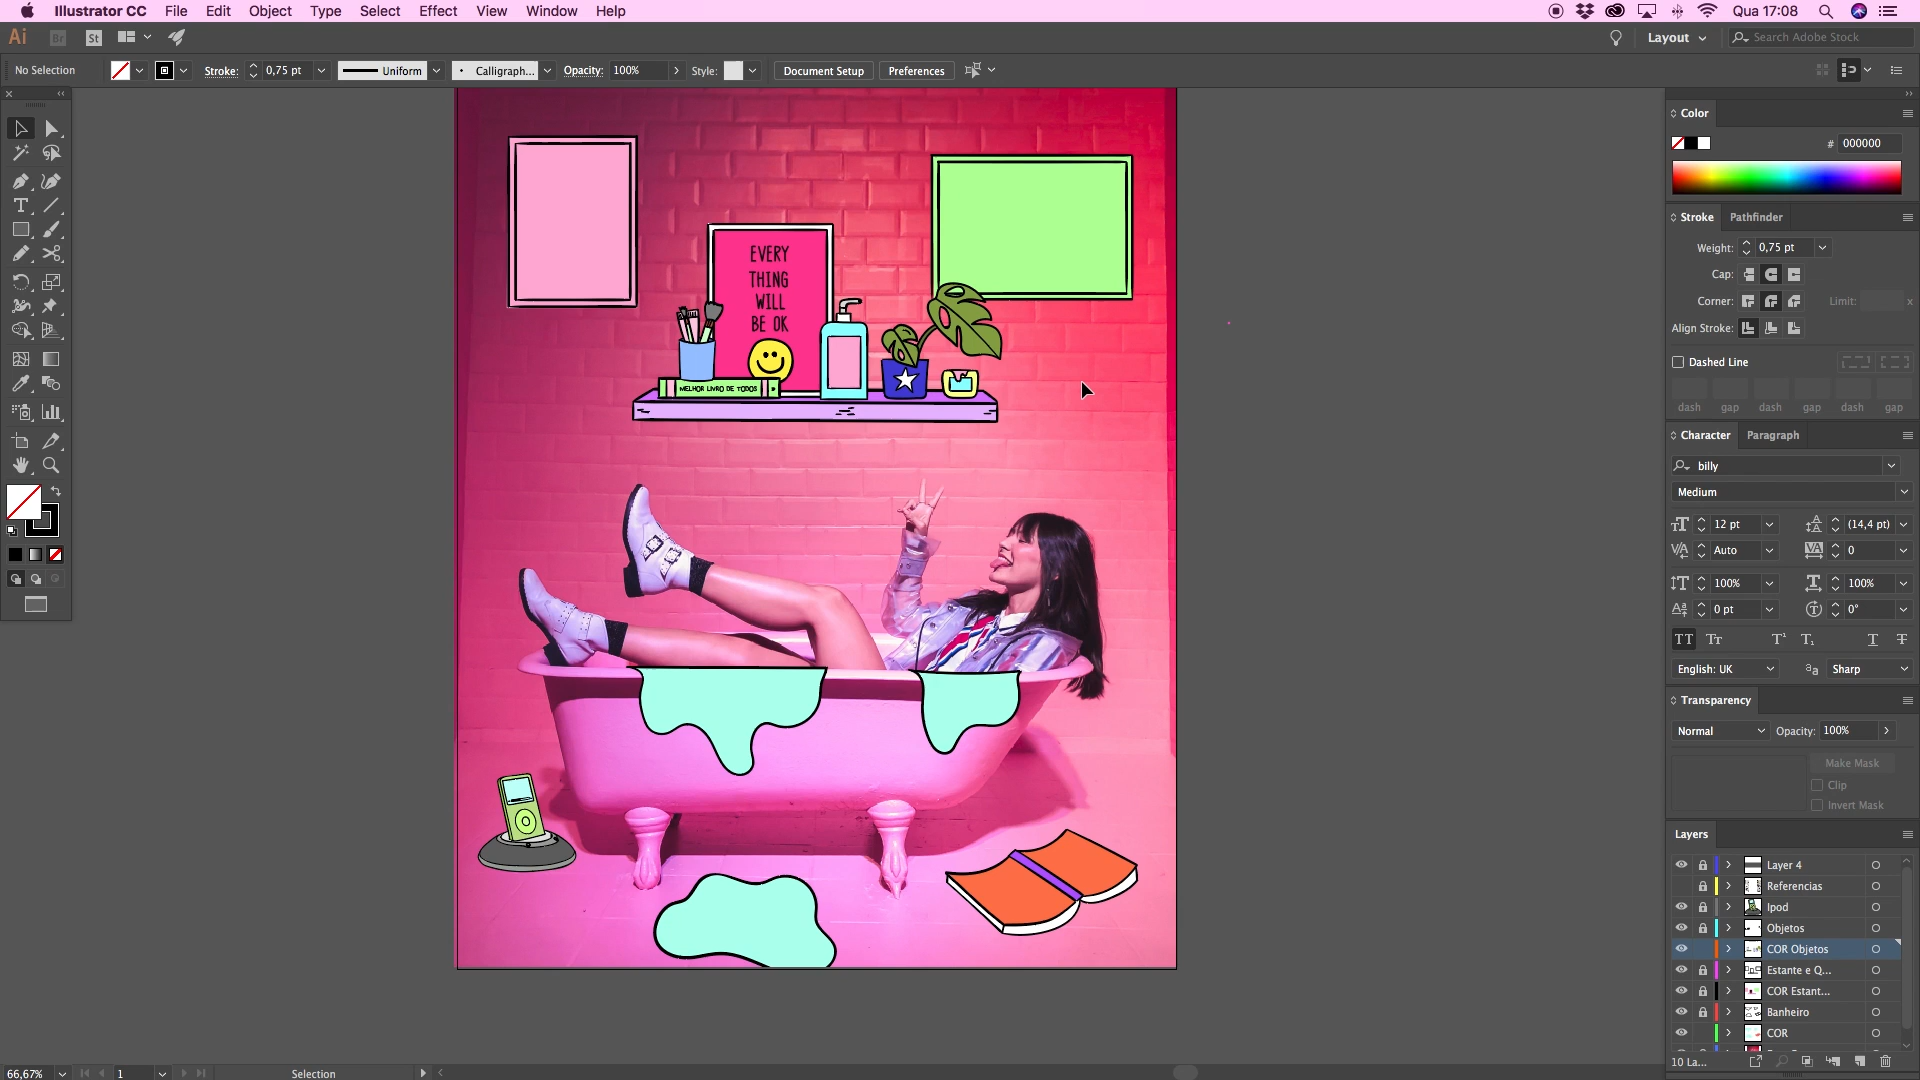 Illustrator CC File Edit Object Type Select Effect View Window Help Qua 17:08
Ai Br St Layout Search Adobe Stock
No Selection Stroke: 0,75 pt Uniform Calligraph... Opacity: 100% Style: Document Setup Preferences
Color
# 000000
Stroke Pathfinder
Weight: 0,75 pt
Cap:
Corner: Limit: x
Align Stroke:
Dashed Line
dash gap dash gap dash gap
Character Paragraph
billy
Medium
12 pt (14,4 pt)
Auto 0
100% 100%
0 pt 0°
English: UK Sharp
Transparency
Normal Opacity: 100%
Make Mask
Clip
Invert Mask
Layers
Layer 4
Referencias
Ipod
Objetos
COR Objetos
Estante e Q...
COR Estant...
Banheiro
COR
10 La...
EVERY
THING
WILL
BE OK
MELHOR LIVRO DE TODOS
66,67% 1 Selection